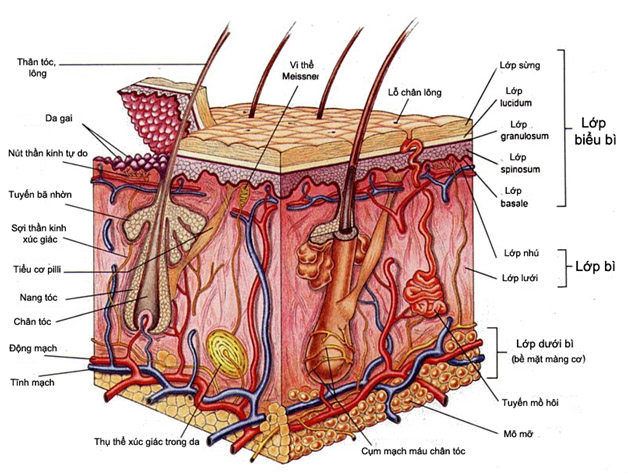 Thân tóc,
lông
Da gai
Nút thần kinh tự do
Tuyến bã nhờn
Sợi thần kinh
xúc giác
Tiểu cơ pilli
Nang tóc
Chân tóc
Động mạch
Tĩnh mạch
Vi thể
Meissner
Lỗ chân lông
Thụ thể xúc giác trong da
Cụm mạch máu chân tóc
Lớp sừng
Lớp
lucidum
Lớp
granulosum
Lớp
spinosum
Lớp
basale
Lớp
biểu bì
Lớp nhú
Lớp lưới
Lớp bì
Lớp dưới bì
(bề mặt màng cơ)
Tuyến mồ hôi
Mô mỡ